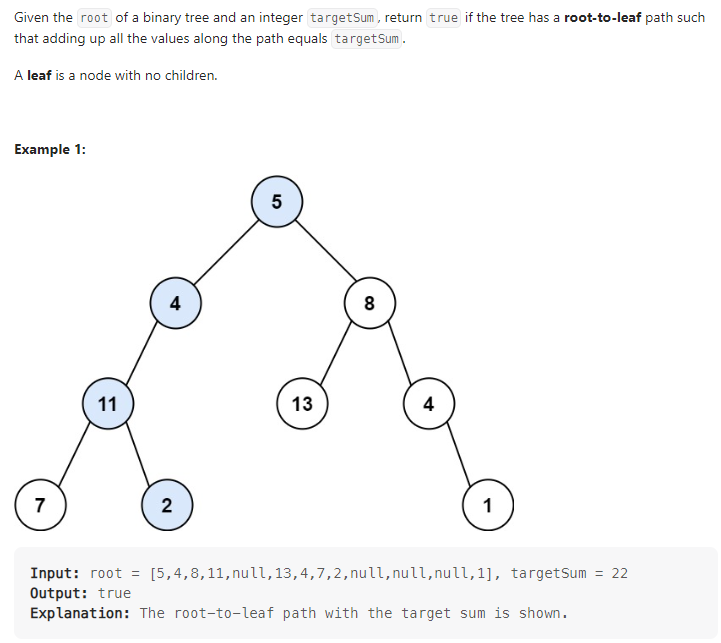 Given the root of a binary tree and an integer targetSum, return true if the tree has a root-to-leaf path such
that adding up all the values along the path equals targetSum.
A leaf is a node with no children.
Example 1:
5
4
8
11
13
4
7
2
1
Input: root = [5,4,8,11,null,13,4,7,2,null,null,null,1], targetSum = 22
Output: true
Explanation: The root-to-leaf path with the target sum is shown.